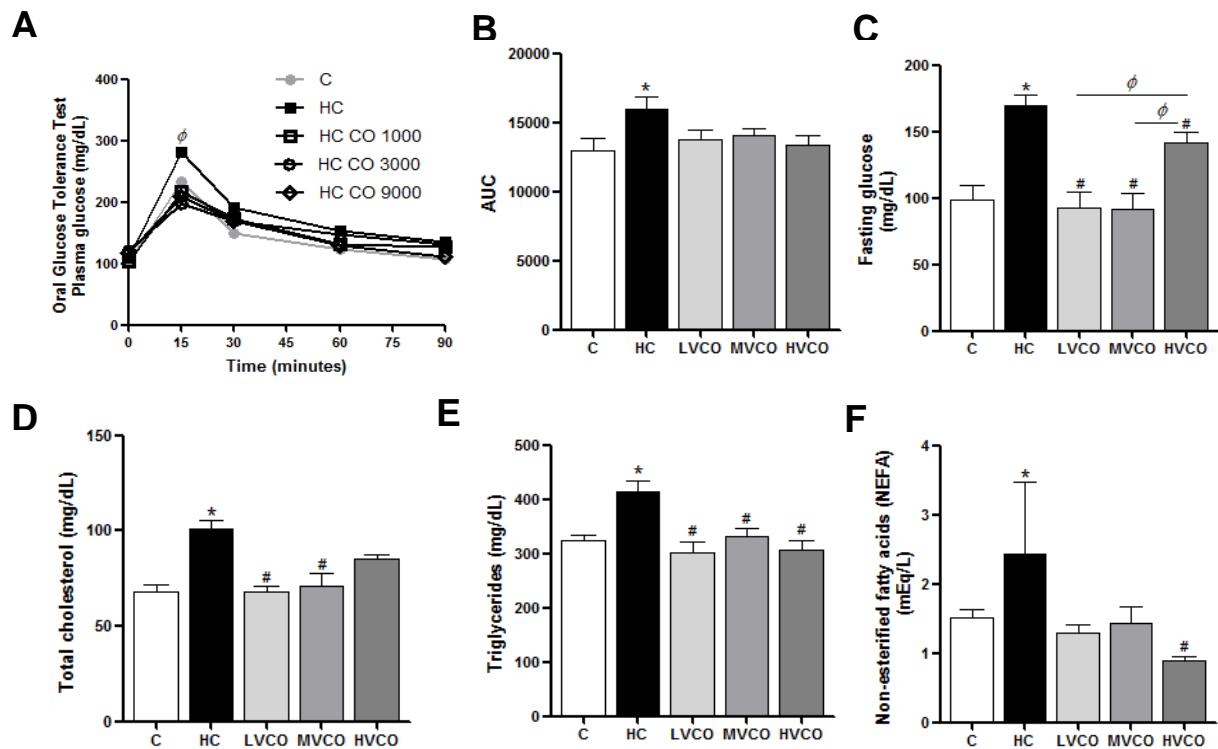 A
Oral Glucose Tolerance Test
Plasma glucose (mg/dL)
400
300
200
100
0
ϕ
C
HC
HC CO 1000
HC CO 3000
HC CO 9000
0 15 30 45 60 75 90
Time (minutes)
B
AUC
20000
15000
10000
5000
0
*
C HC LVCO MVCO HVCO
C
Fasting glucose
(mg/dL)
200
150
100
50
0
*
ϕ
ϕ
#
# #
C HC LVCO MVCO HVCO
D
Total cholesterol (mg/dL)
150
100
50
0
*
# #
C HC LVCO MVCO HVCO
E
Triglycerides (mg/dL)
500
400
300
200
100
0
*
# # #
C HC LVCO MVCO HVCO
F
Non-esterified fatty acids (NEFA)
(mEq/L)
4
3
2
1
0
*
#
C HC LVCO MVCO HVCO